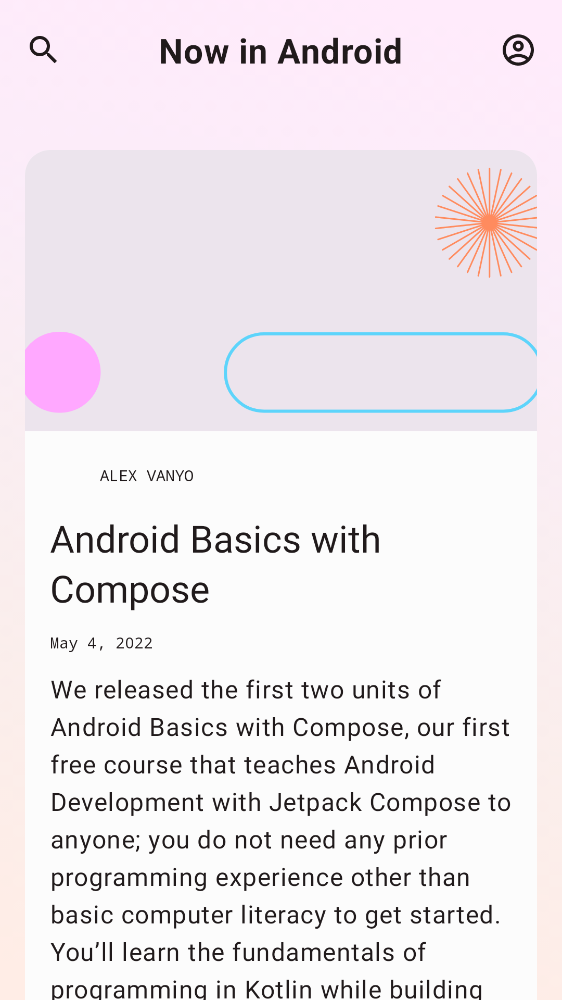 Now in Android
ALEX VANYO
Android Basics with
Compose
May 4, 2022
We released the first two units of
Android Basics with Compose, our first
free course that teaches Android
Development with Jetpack Compose to
anyone; you do not need any prior
programming experience other than
basic computer literacy to get started.
You’ll learn the fundamentals of
programming in Kotlin while building